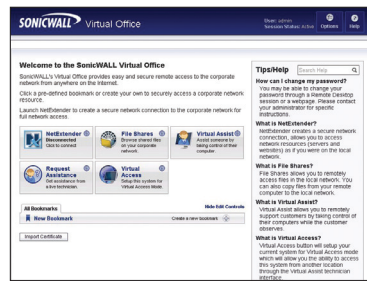 SONICWALL Virtual Office
User: admin
Session Status: Active
Options
Help
Welcome to the SonicWALL Virtual Office
SonicWALL's Virtual Office provides easy and secure remote access to the corporate
network from anywhere on the Internet.
Click a pre-defined bookmark or create your own to securely access a corporate network
resource.
Launch NetExtender to create a secure network connection to the corporate network for
full network access.
NetExtender
Disconnected
Click to connect
File Shares
Browse shared files
on your corporate
network.
Virtual Assist
Assist someone by
taking control of their
computer.
Request
Assistance
Get assistance from
a live technician.
Virtual
Access
Setup this system for
Virtual Access Mode.
All Bookmarks
Hide Edit Controls
New Bookmark
Create a new bookmark
Import Certificate
Tips/Help
Search Help
How can I change my password?
You may be able to change your
password through a Remote Desktop
session or a webpage. Please contact
your administrator for specific
instructions.
What is NetExtender?
NetExtender creates a secure network
connection, allows you to access
network resources (servers and
websites) as if you were on the local
network.
What is File Shares?
File Shares allows you to remotely
access files in the local network. You
can also copy files from your remote
computer to the local network.
What is Virtual Assist?
Virtual Assist allows you to remotely
support customers by taking control of
their computers while the customer
observes.
What is Virtual Access?
Virtual Access button will setup your
current system for Virtual Access mode
which will allow you the ability to access
this system from another location
through the Virtual Assist technician
interface.